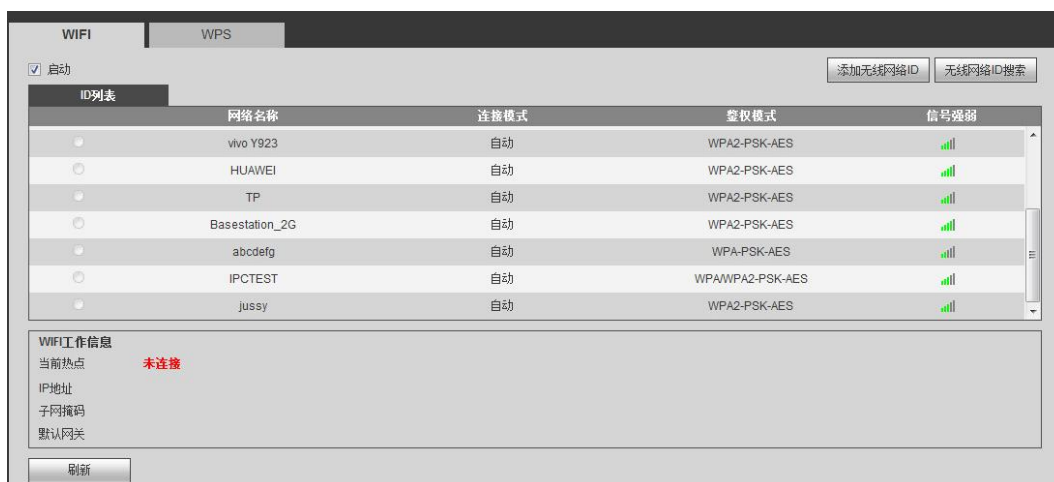 WIFI WPS
启动 添加无线网络ID 无线网络ID搜索
ID列表
网络名称 连接模式 鉴权模式 信号强弱
vivo Y923 自动 WPA2-PSK-AES
HUAWEI 自动 WPA2-PSK-AES
TP 自动 WPA2-PSK-AES
Basestation_2G 自动 WPA2-PSK-AES
abcdefg 自动 WPA-PSK-AES
IPCTEST 自动 WPA/WPA2-PSK-AES
jussy 自动 WPA2-PSK-AES
WIFI工作信息
当前热点 未连接
IP地址
子网掩码
默认网关
刷新